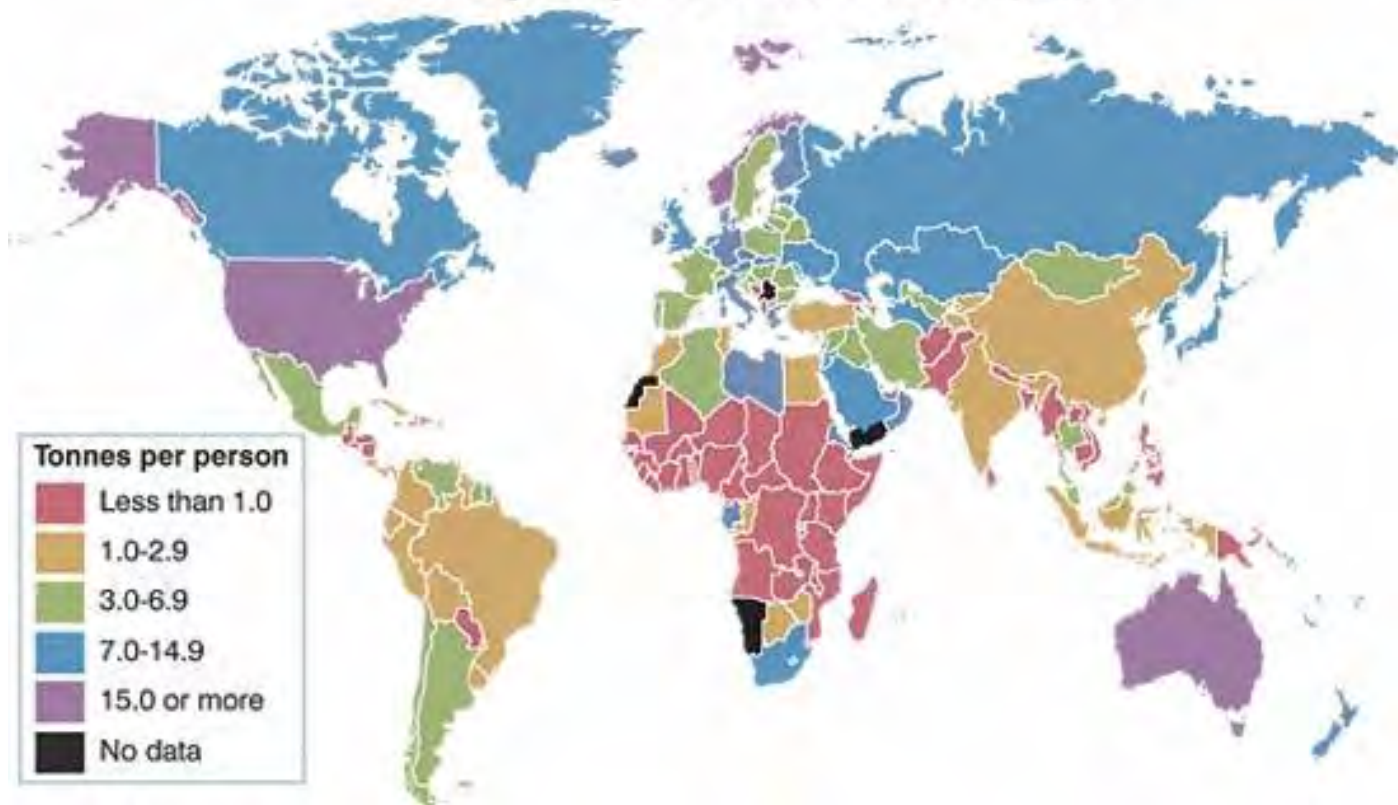 Tonnes per person
Less than 1.0
1.0-2.9
3.0-6.9
7.0-14.9
15.0 or more
No data